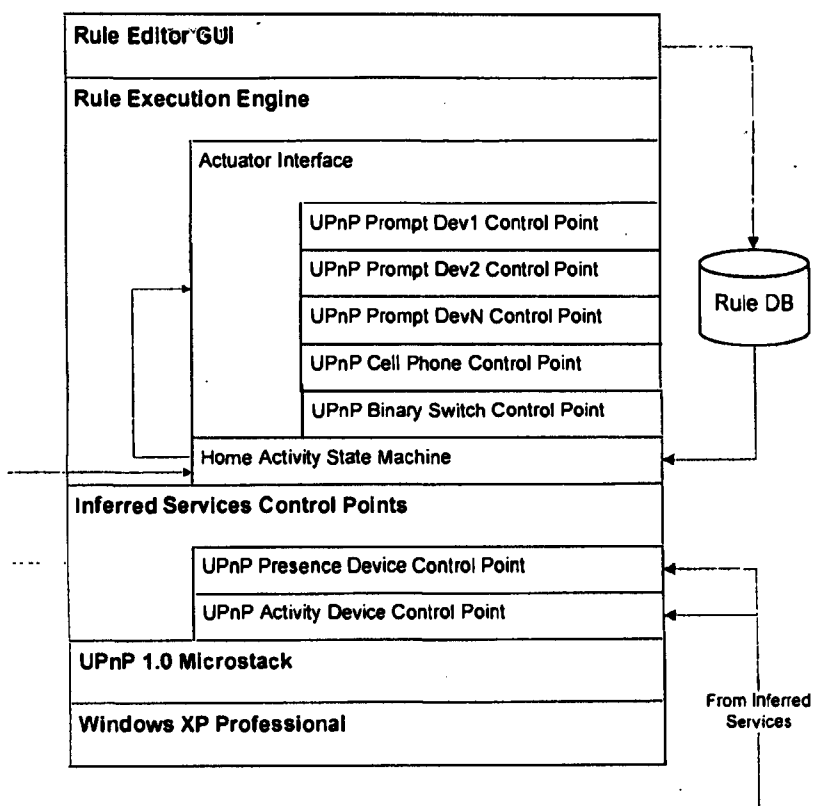 Rule Editor GUI
Rule Execution Engine
Actuator Interface
UPnP Prompt Dev1 Control Point
UPnP Prompt Dev2 Control Point
UPnP Prompt DevN Control Point
UPnP Cell Phone Control Point
UPnP Binary Switch Control Point
Home Activity State Machine
Rule DB
Inferred Services Control Points
UPnP Presence Device Control Point
UPnP Activity Device Control Point
UPnP 1.0 Microstack
Windows XP Professional
From Inferred
Services